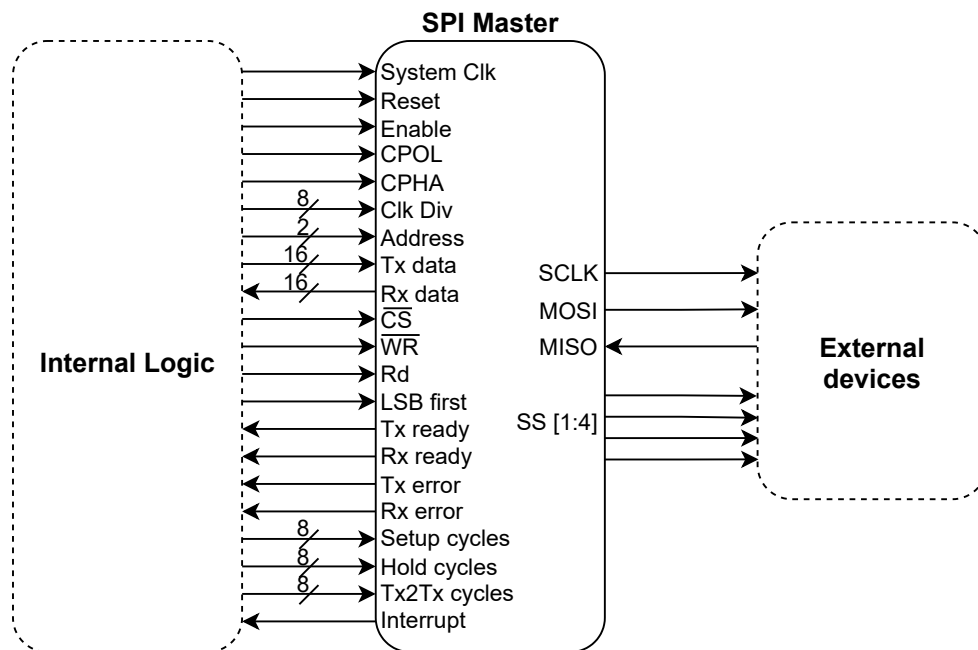 SPI Master
System Clk
Reset
Enable
CPOL
CPHA
8
Clk Div
2
Address
16
Tx data
16
Rx data
CS
WR
Rd
LSB first
Tx ready
Rx ready
Tx error
Rx error
8
Setup cycles
8
Hold cycles
8
Tx2Tx cycles
Interrupt
Internal Logic
SCLK
MOSI
MISO
SS [1:4]
External
devices